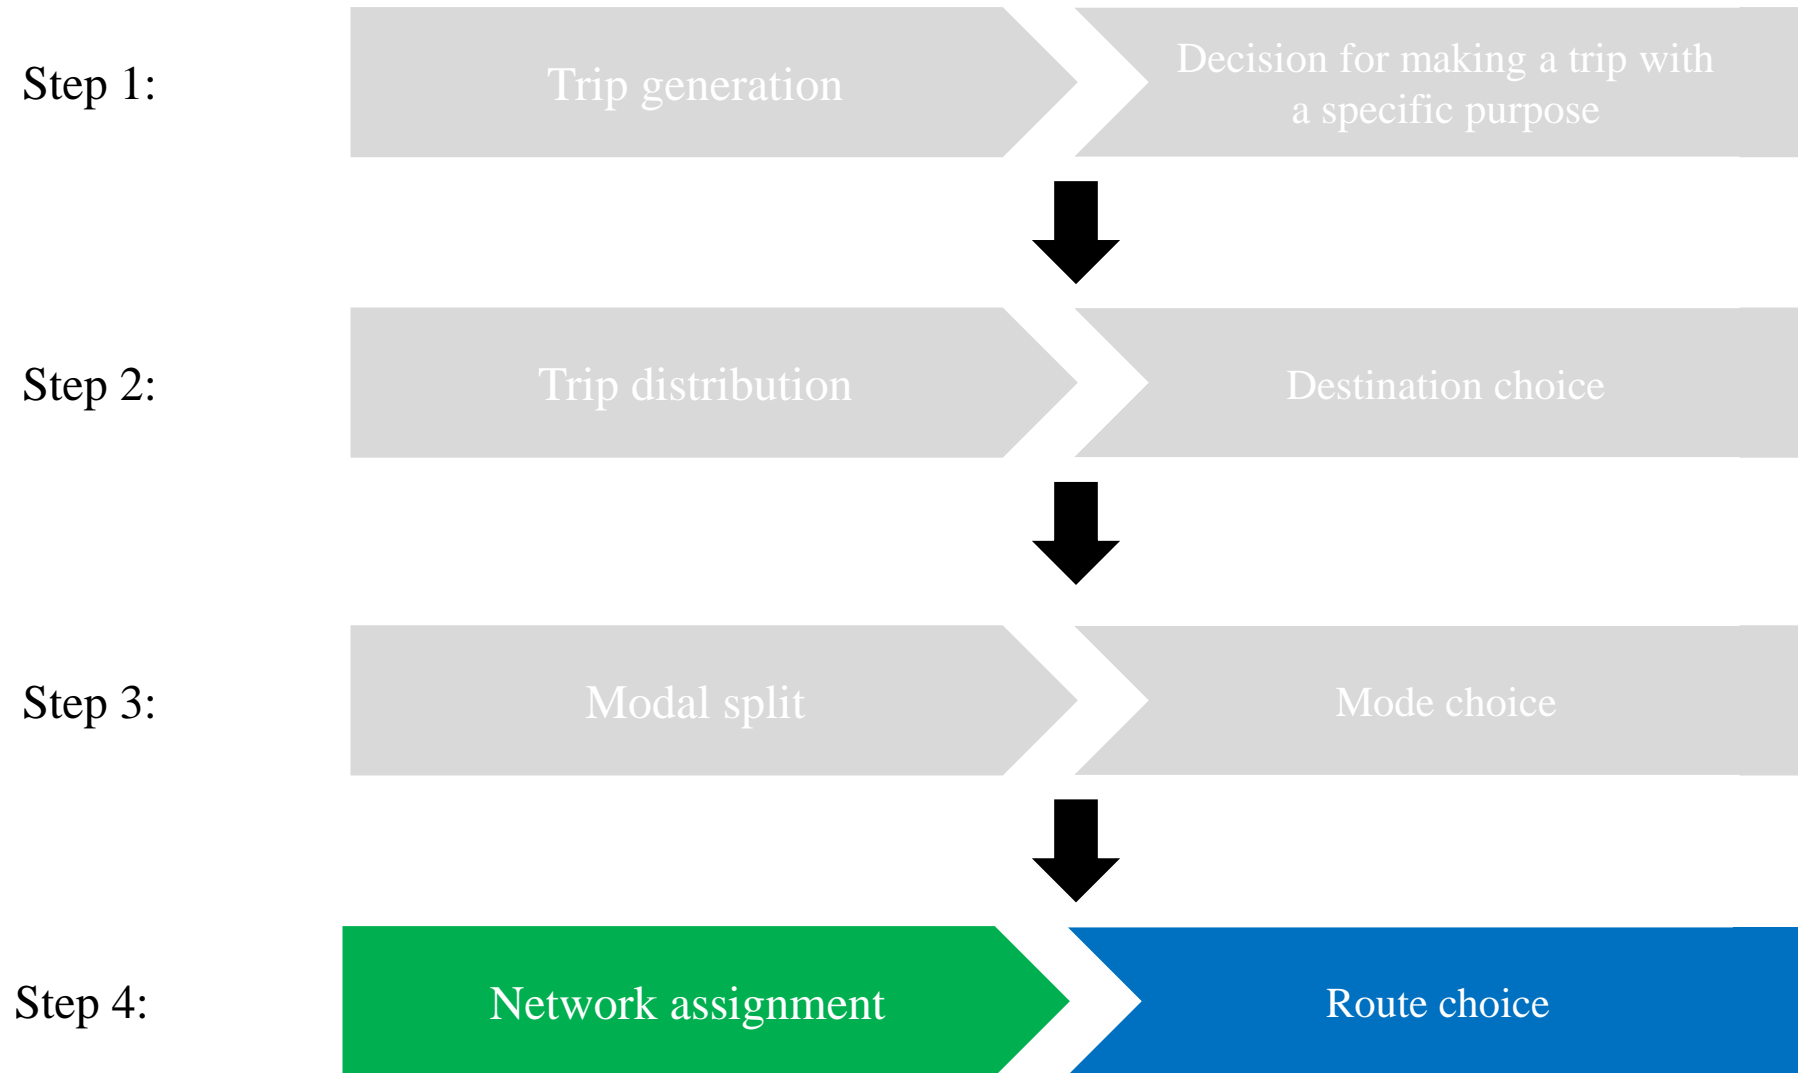 Step 1:
Trip generation
Decision for making a trip with
a specific purpose
Step 2:
Trip distribution
Destination choice
Step 3:
Modal split
Mode choice
Step 4:
Network assignment
Route choice